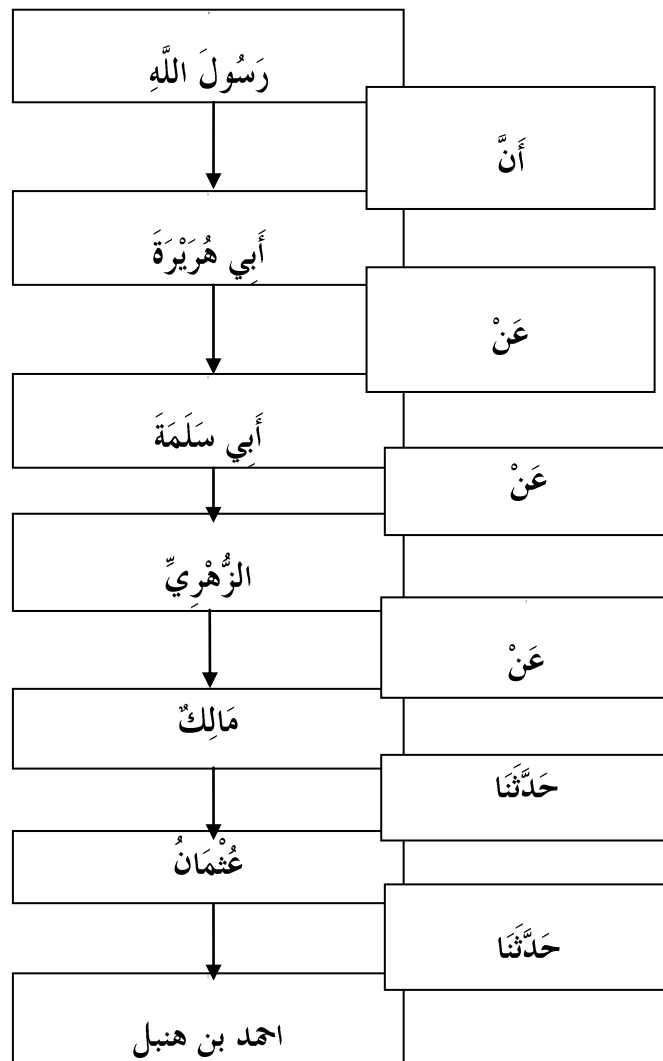 رَسُولَ اللَّهِ
أَنَّ
أَبِي هُرَيْرَةَ
عَنْ
أَبِي سَلَمَةَ
عَنْ
الزُّهْرِيِّ
عَنْ
مَالِكٌ
حَدَّثَنَا
عُثْمَانُ
حَدَّثَنَا
احمد بن هنبل